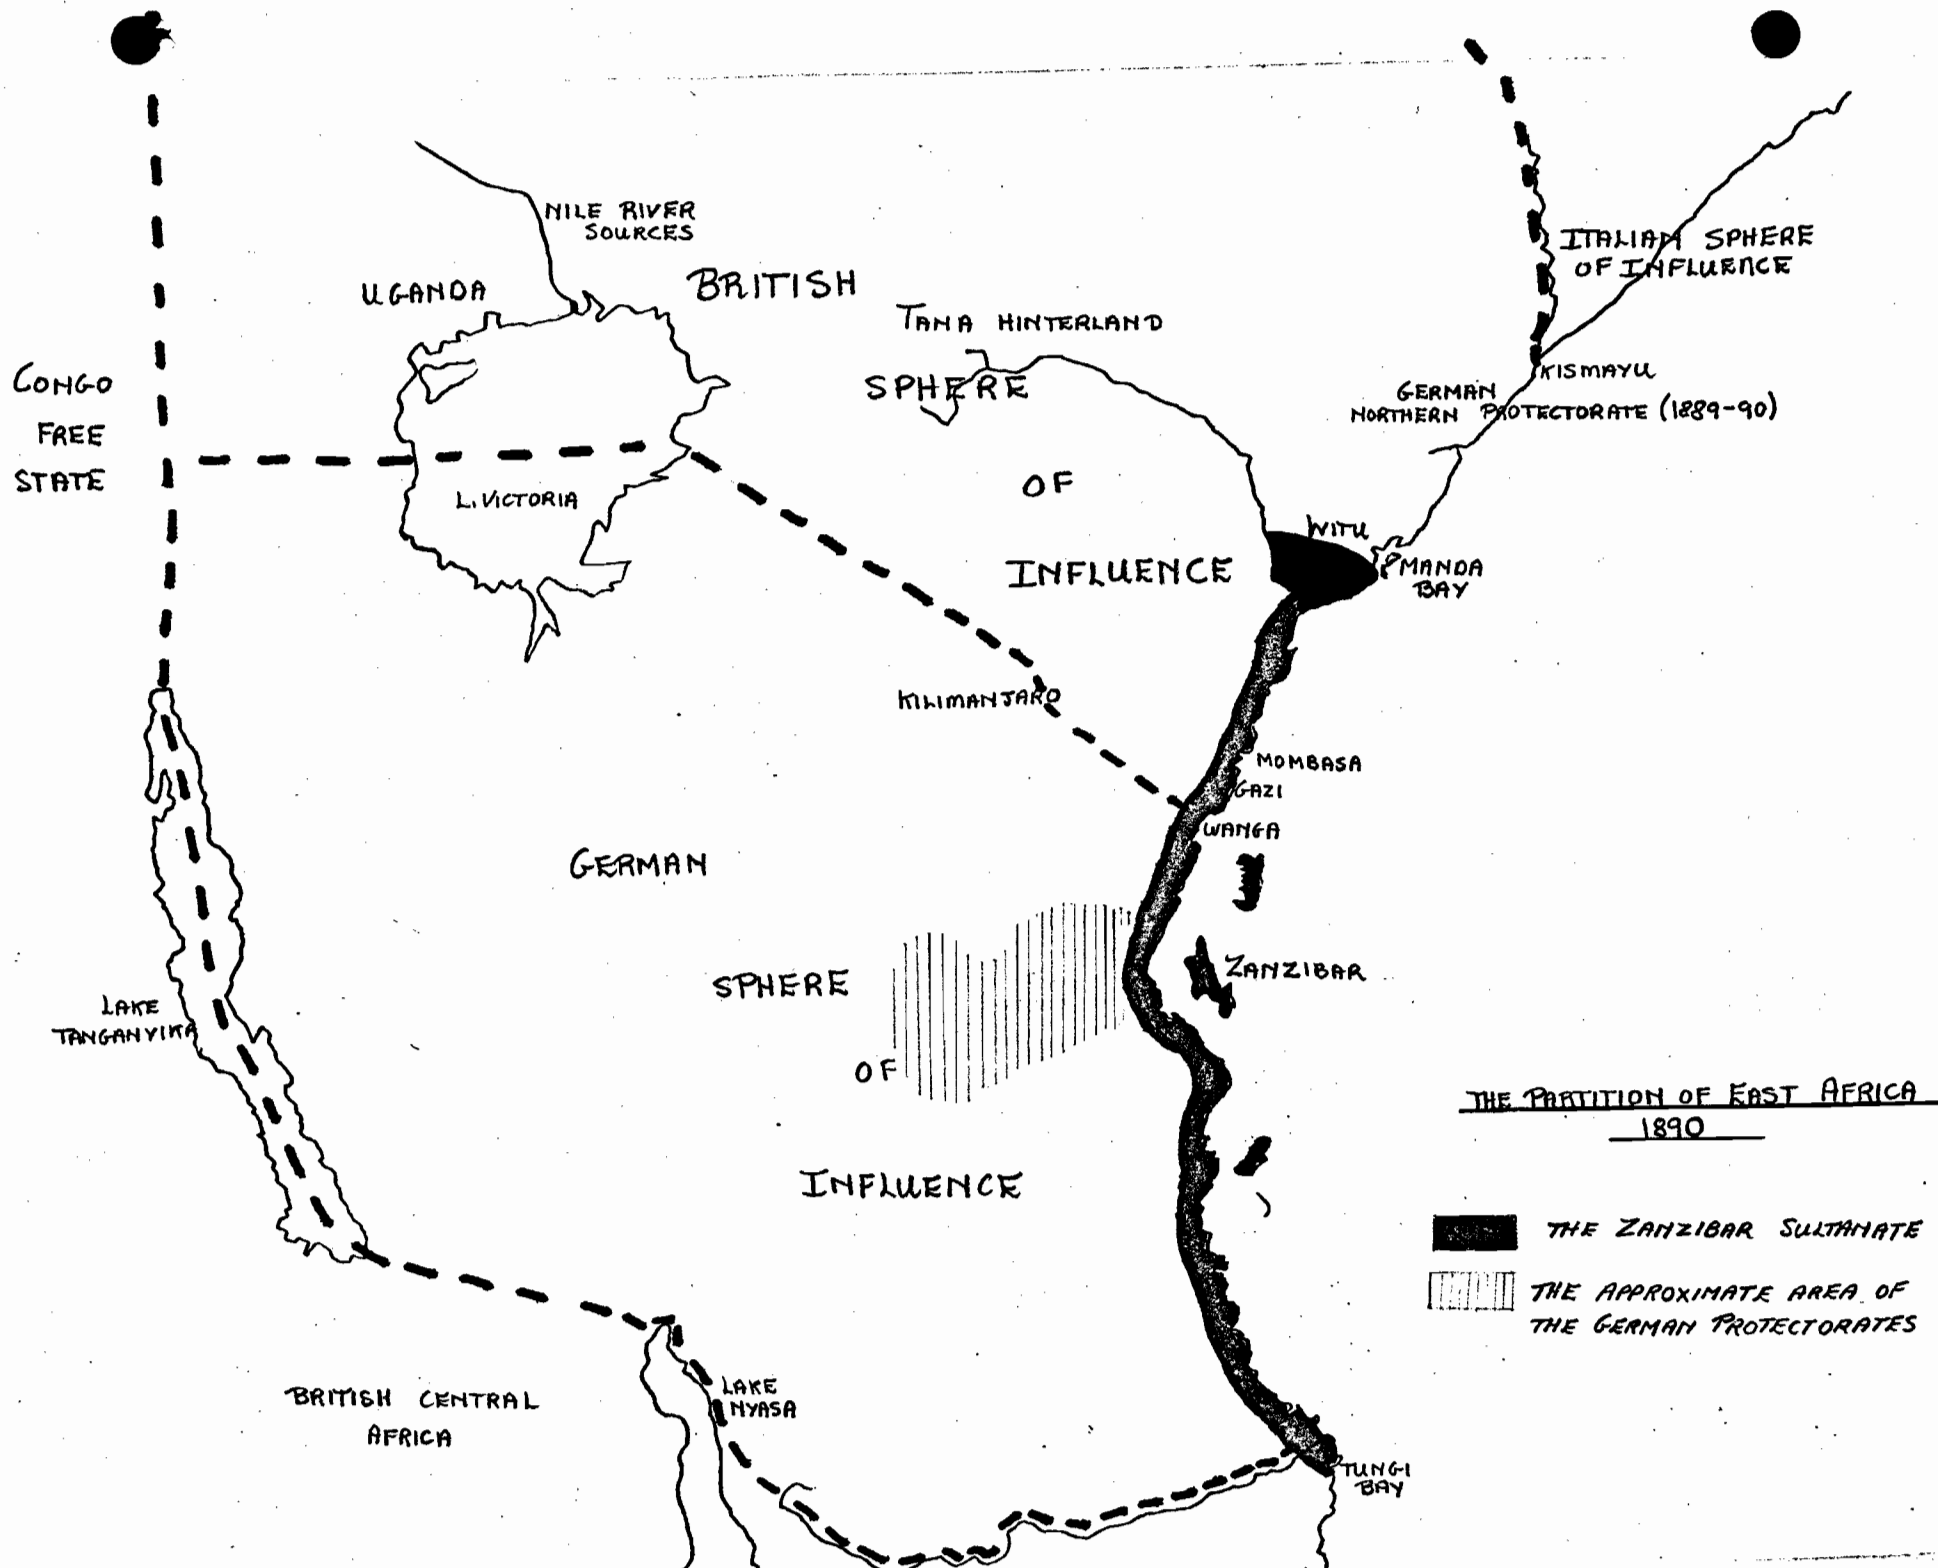 NILE RIVER
SOURCES
UGANDA
BRITISH
SPHERE
OF
INFLUENCE
TANA HINTERLAND
ITALIAN SPHERE
OF INFLUENCE
KISMAYU
GERMAN
NORTHERN PROTECTORATE (1889-90)
CONGO
FREE
STATE
L. VICTORIA
WITU
MANDA
BAY
KILIMANJARO
MOMBASA
GAZI
WANGA
GERMAN
SPHERE
OF
INFLUENCE
ZANZIBAR
LAKE
TANGANYIKA
THE PARTITION OF EAST AFRICA
1890
THE ZANZIBAR SULTANATE
THE APPROXIMATE AREA OF
THE GERMAN PROTECTORATES
BRITISH CENTRAL
AFRICA
LAKE
NYASA
TUNGI
BAY